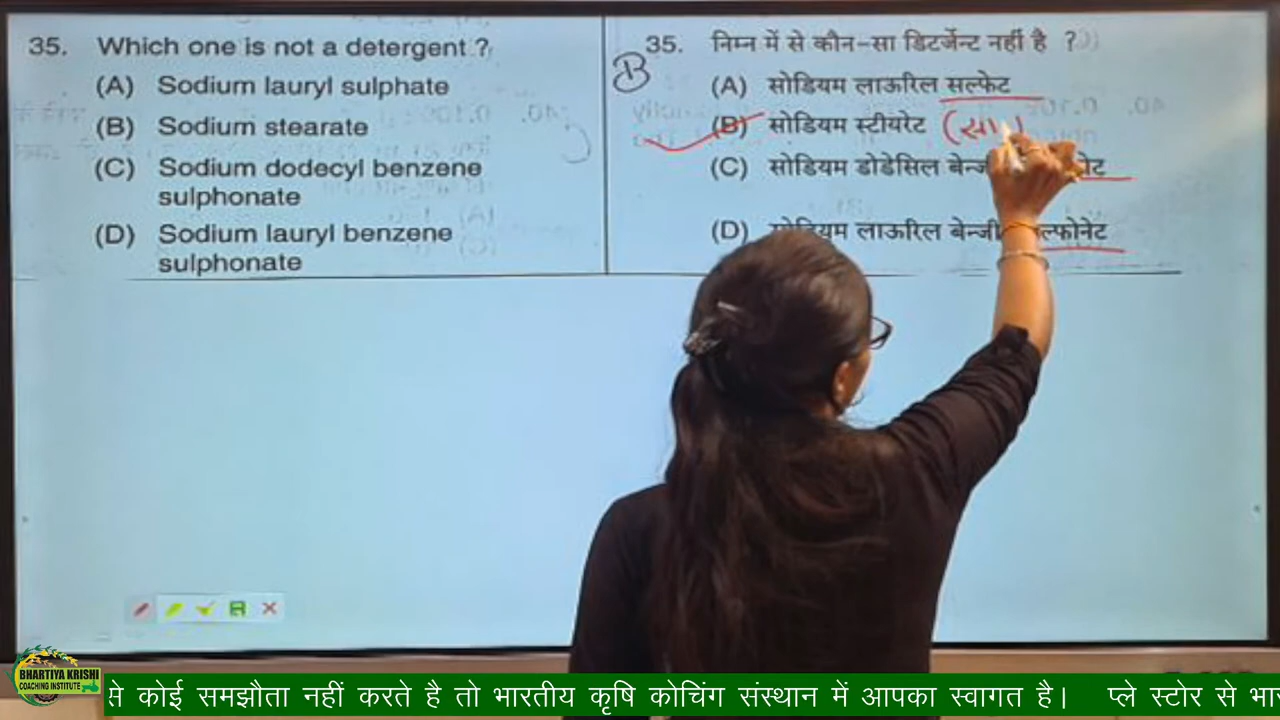 35. Which one is not a detergent ?
(A) Sodium lauryl sulphate
(B) Sodium stearate
(C) Sodium dodecyl benzene
sulphonate
(D) Sodium lauryl benzene
sulphonate
35. निम्न में से कौन-सा डिटर्जेन्ट नहीं है ?
B
(A) सोडियम लाऊरिल सल्फेट
(B) सोडियम स्टीयरेट (सा
(C) सोडियम डोडेसिल
(D) लाऊरिल
BHARTIYA KRISHI
COACHING INSTITUTE
से कोई समझौता नहीं करते है तो भारतीय कृषि कोचिंग संस्थान में आपका स्वागत है। प्ले स्टोर से